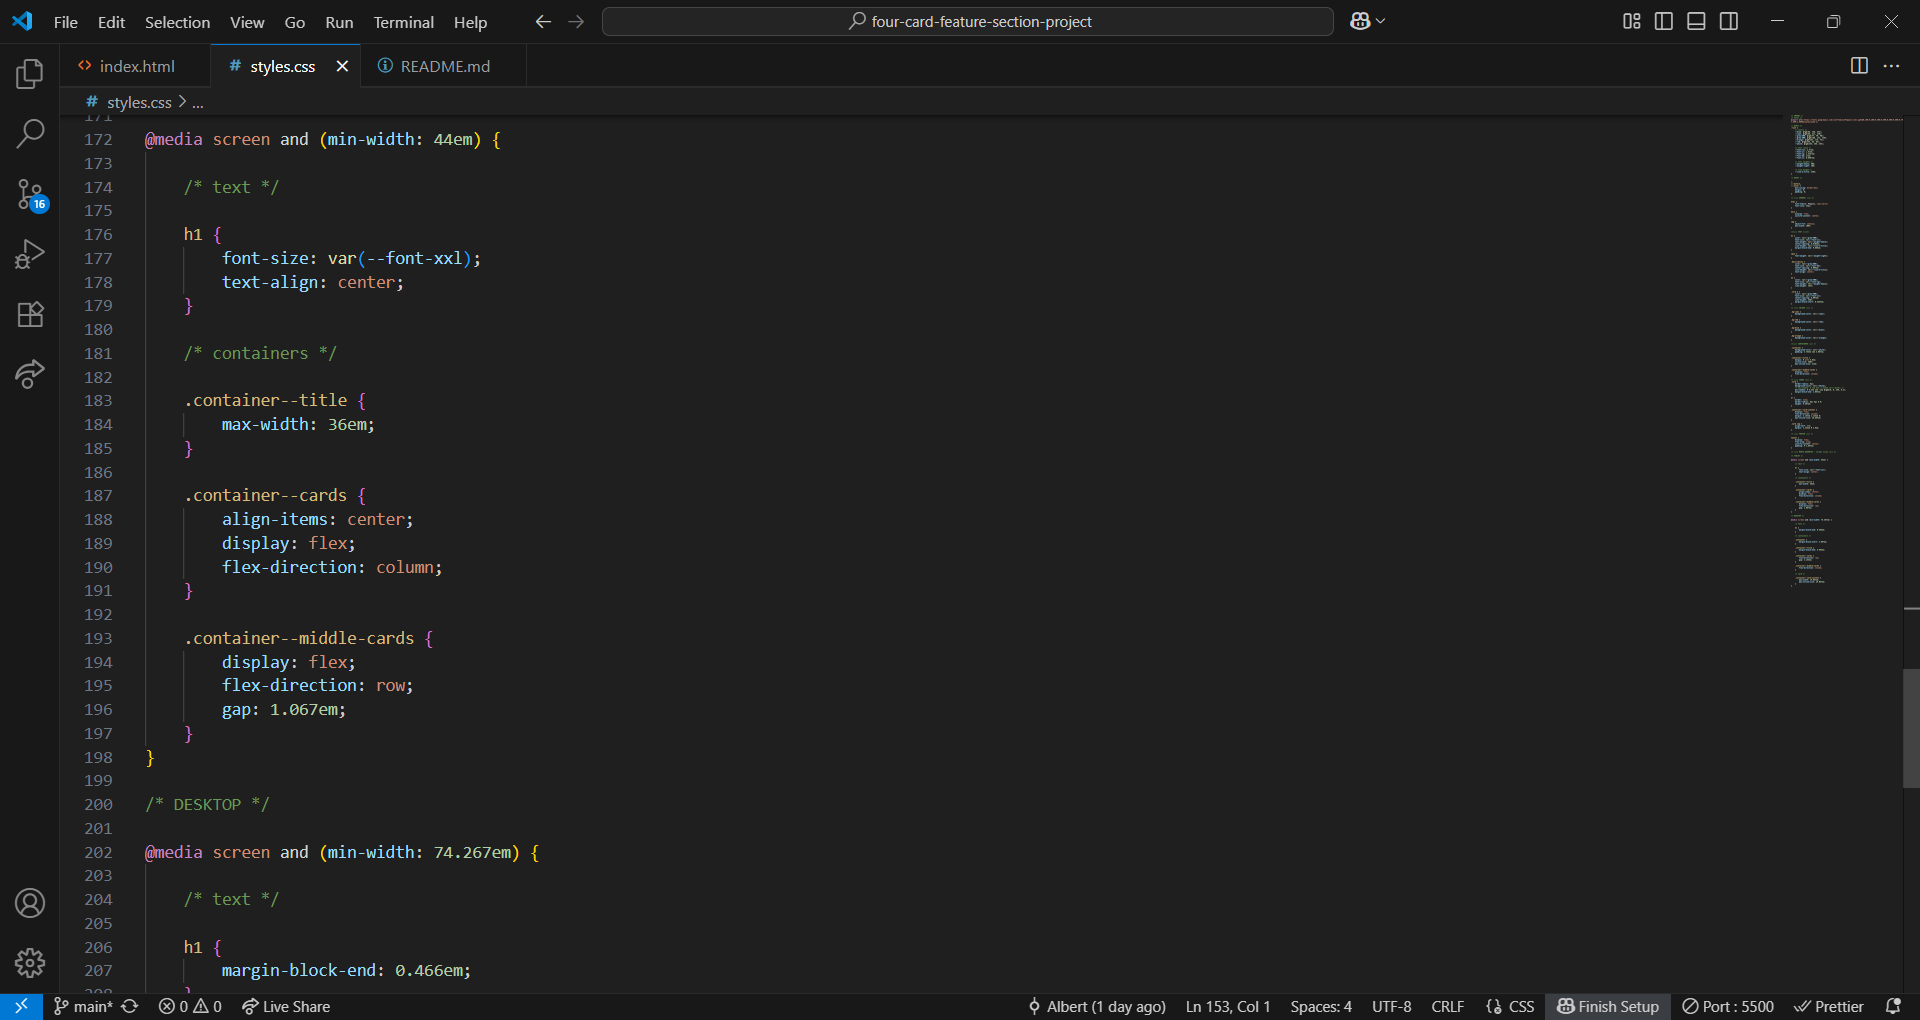 File Edit Selection View Go Run Terminal Help four-card-feature-section-project
index.html # styles.css README.md
# styles.css > ...
171
172 @media screen and (min-width: 44em) {
173
174 /* text */
175
176 h1 {
177 font-size: var(--font-xxl);
178 text-align: center;
179 }
180
181 /* containers */
182
183 .container--title {
184 max-width: 36em;
185 }
186
187 .container--cards {
188 align-items: center;
189 display: flex;
190 flex-direction: column;
191 }
192
193 .container--middle-cards {
194 display: flex;
195 flex-direction: row;
196 gap: 1.067em;
197 }
198 }
199
200 /* DESKTOP */
201
202 @media screen and (min-width: 74.267em) {
203
204 /* text */
205
206 h1 {
207 margin-block-end: 0.466em;
208 }
16
main* 0 0 Live Share Albert (1 day ago) Ln 153, Col 1 Spaces: 4 UTF-8 CRLF {} CSS Finish Setup Port : 5500 Prettier